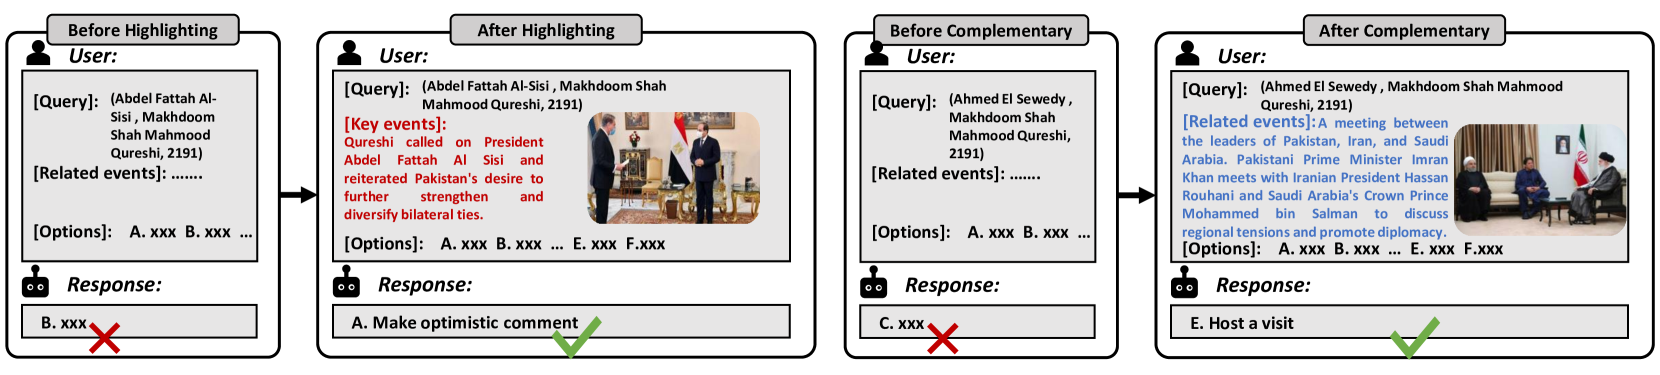 Before Highlighting
User:
[Query]: (Abdel Fattah Al-
Sisi , Makhdoom
Shah Mahmood
Qureshi, 2191)
[Related events]: .......
[Options]: A. xxx B. xxx ...
Response:
B. xxx
After Highlighting
User:
[Query]: (Abdel Fattah Al-Sisi , Makhdoom Shah
Mahmood Qureshi, 2191)
[Key events]:
Qureshi called on President
Abdel Fattah Al Sisi and
reiterated Pakistan's desire to
further strengthen and
diversify bilateral ties.
[Options]: A. xxx B. xxx ... E. xxx F.xxx
Response:
A. Make optimistic comment
Before Complementary
User:
[Query]: (Ahmed El Sewedy ,
Makhdoom Shah
Mahmood Qureshi,
2191)
[Related events]: .......
[Options]: A. xxx B. xxx ...
Response:
C. xxx
After Complementary
User:
[Query]: (Ahmed El Sewedy , Makhdoom Shah Mahmood
Qureshi, 2191)
[Related events]: A meeting between
the leaders of Pakistan, Iran, and Saudi
Arabia. Pakistani Prime Minister Imran
Khan meets with Iranian President Hassan
Rouhani and Saudi Arabia's Crown Prince
Mohammed bin Salman to discuss
regional tensions and promote diplomacy.
[Options]: A. xxx B. xxx ... E. xxx F.xxx
Response:
E. Host a visit